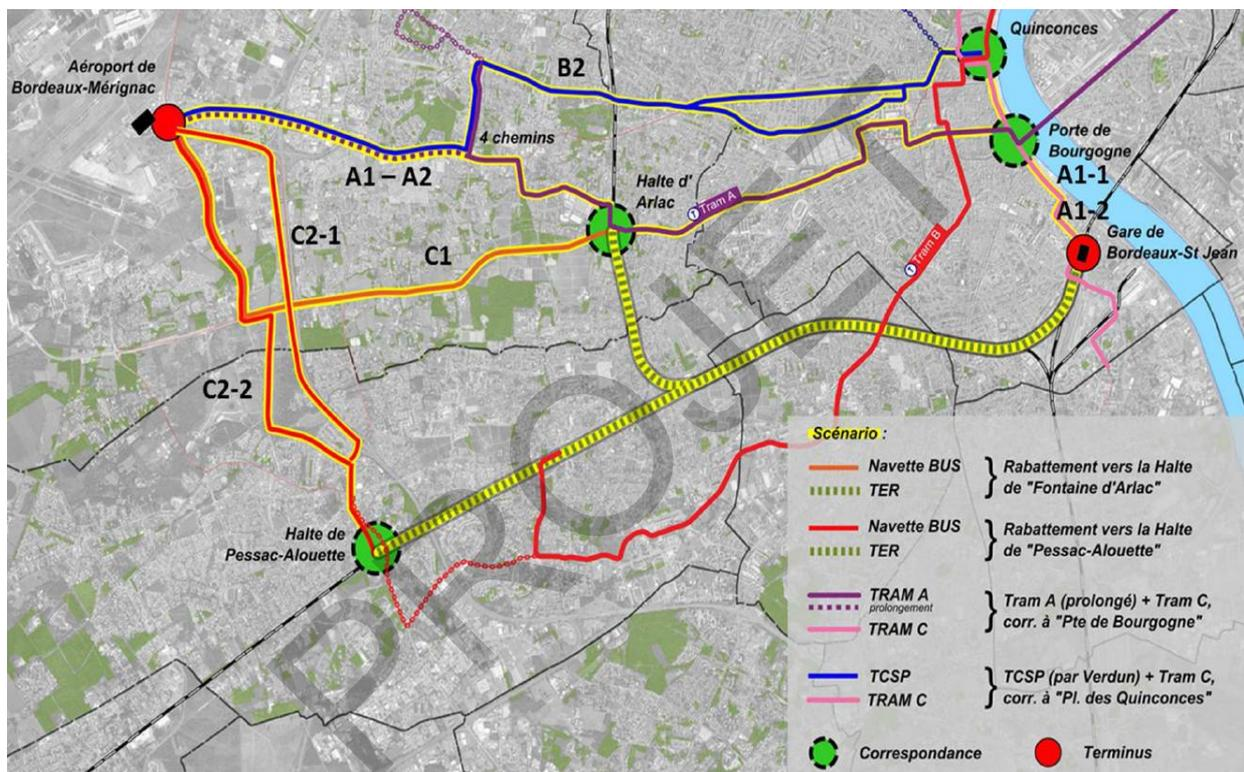 Quinconces
Aéroport de
Bordeaux-Mérignac
B2
4 chemins
Porte de
Bourgogne
A1 – A2
A1-1
Halte d'
Arlac
① Tram A
A1-2
Gare de
Bordeaux-St Jean
C2-1
C1
① Tram B
C2-2
Halte de
Pessac-Alouette
PROJET
Scénario :
Navette BUS
TER
Rabattement vers la Halte
de "Fontaine d'Arlac"
Navette BUS
TER
Rabattement vers la Halte
de "Pessac-Alouette"
TRAM A
prolongement
TRAM C
Tram A (prolongé) + Tram C,
corr. à "Pte de Bourgogne"
TCSP
TRAM C
TCSP (par Verdun) + Tram C,
corr. à "Pl. des Quinconces"
Correspondance
Terminus